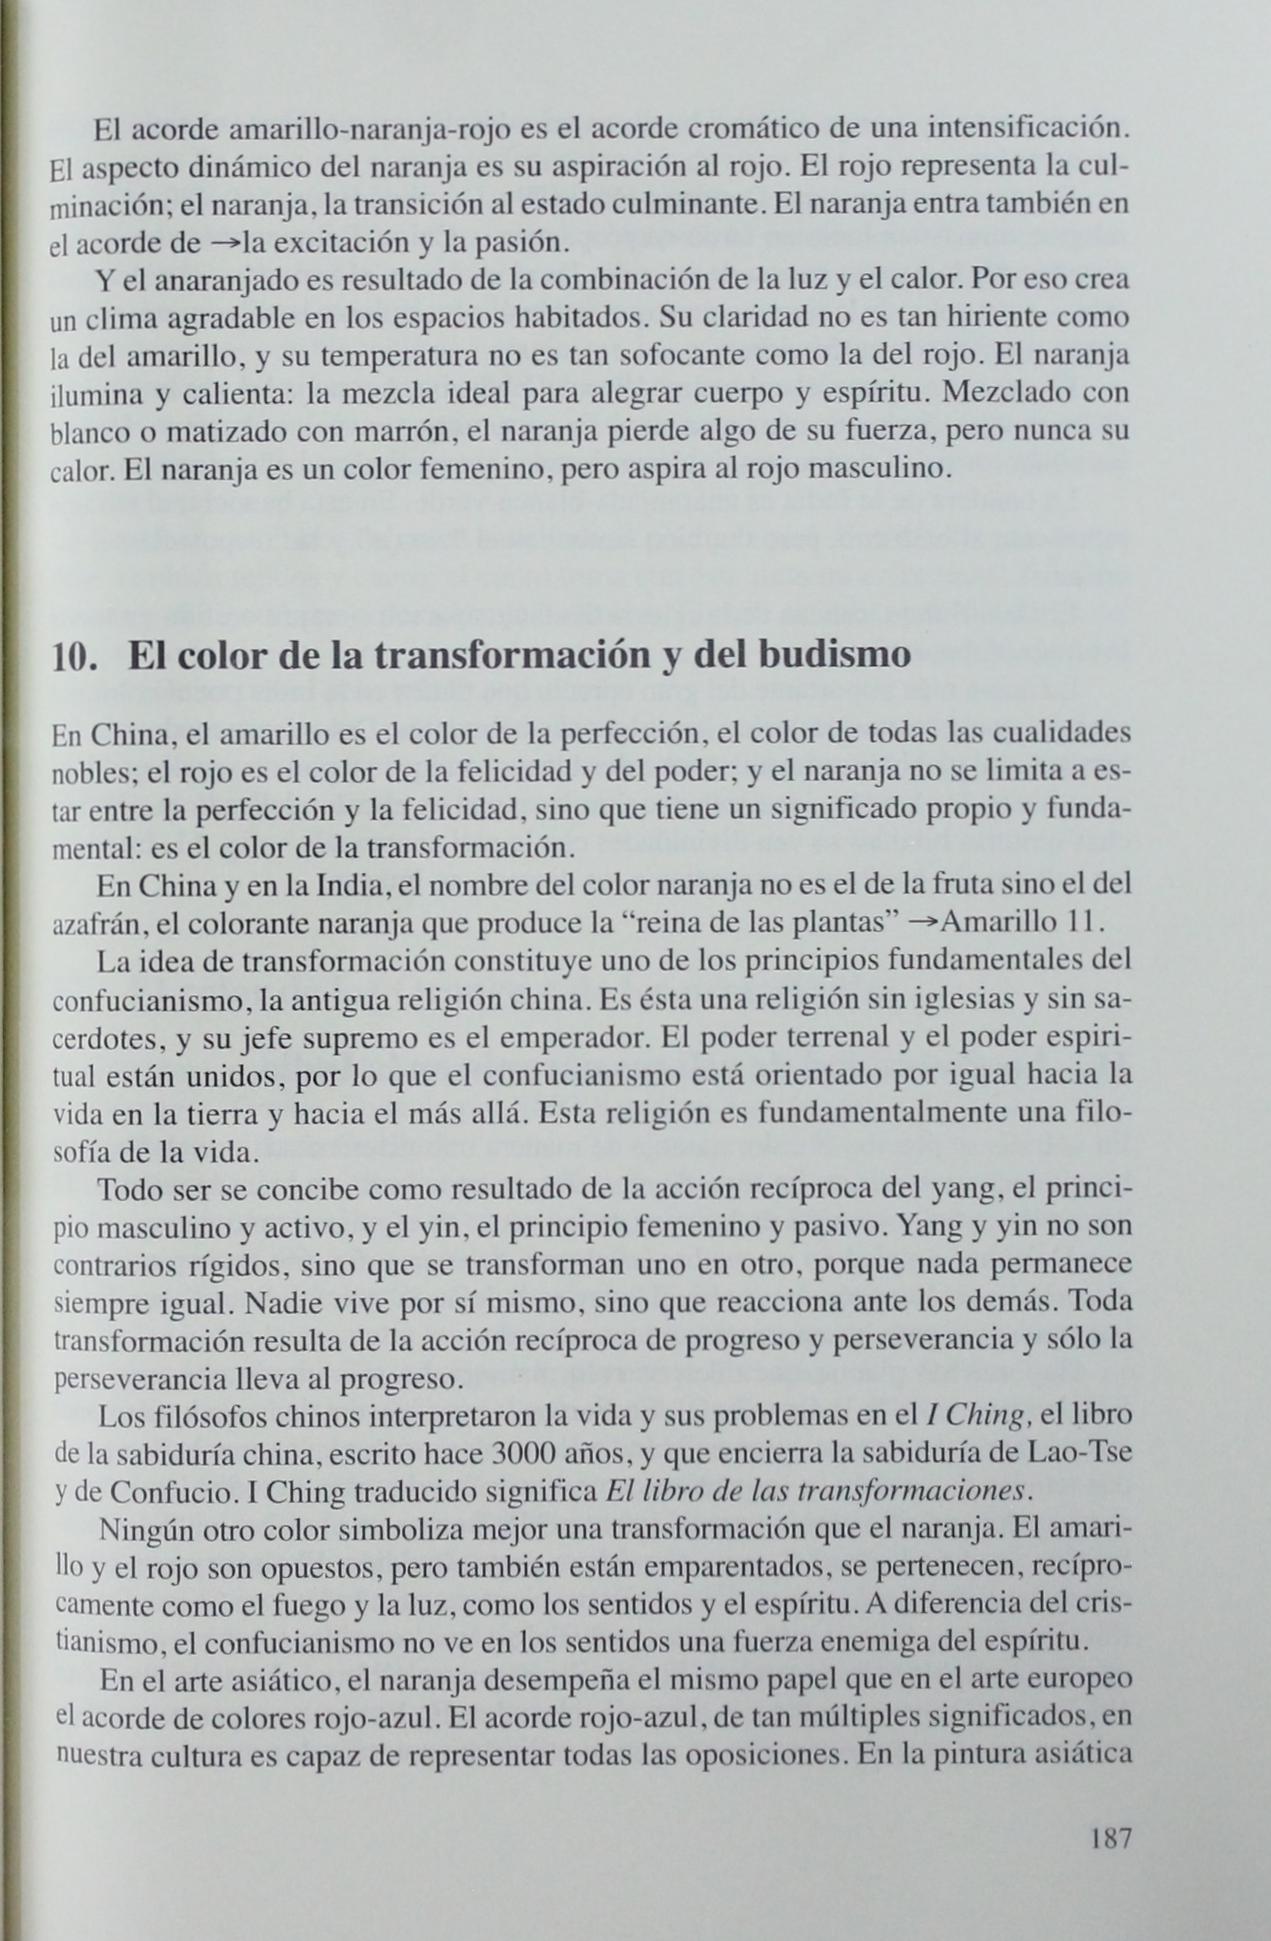 El acorde amarillo-naranja-rojo es el acorde cromático de una intensificación.
El aspecto dinámico del naranja es su aspiración al rojo. El rojo representa la cul-
minación; el naranja, la transición al estado culminante. El naranja entra también en
el acorde de →la excitación y la pasión.
Y el anaranjado es resultado de la combinación de la luz y el calor. Por eso crea
un clima agradable en los espacios habitados. Su claridad no es tan hiriente como
la del amarillo, y su temperatura no es tan sofocante como la del rojo. El naranja
ilumina y calienta: la mezcla ideal para alegrar cuerpo y espíritu. Mezclado con
blanco o matizado con marrón, el naranja pierde algo de su fuerza, pero nunca su
calor. El naranja es un color femenino, pero aspira al rojo masculino.
10. El color de la transformación y del budismo
En China, el amarillo es el color de la perfección, el color de todas las cualidades
nobles; el rojo es el color de la felicidad y del poder; y el naranja no se limita a es-
tar entre la perfección y la felicidad, sino que tiene un significado propio y funda-
mental: es el color de la transformación.
En China y en la India, el nombre del color naranja no es el de la fruta sino el del
azafrán, el colorante naranja que produce la “reina de las plantas” →Amarillo 11.
La idea de transformación constituye uno de los principios fundamentales del
confucianismo, la antigua religión china. Es ésta una religión sin iglesias y sin sa-
cerdotes, y su jefe supremo es el emperador. El poder terrenal y el poder espiri-
tual están unidos, por lo que el confucianismo está orientado por igual hacia la
vida en la tierra y hacia el más allá. Esta religión es fundamentalmente una filo-
sofía de la vida.
Todo ser se concibe como resultado de la acción recíproca del yang, el princi-
pio masculino y activo, y el yin, el principio femenino y pasivo. Yang y yin no son
contrarios rígidos, sino que se transforman uno en otro, porque nada permanece
siempre igual. Nadie vive por sí mismo, sino que reacciona ante los demás. Toda
transformación resulta de la acción recíproca de progreso y perseverancia y sólo la
perseverancia lleva al progreso.
Los filósofos chinos interpretaron la vida y sus problemas en el I Ching, el libro
de la sabiduría china, escrito hace 3000 años, y que encierra la sabiduría de Lao-Tse
y de Confucio. I Ching traducido significa El libro de las transformaciones.
Ningún otro color simboliza mejor una transformación que el naranja. El amari-
llo y el rojo son opuestos, pero también están emparentados, se pertenecen, recípro-
camente como el fuego y la luz, como los sentidos y el espíritu. A diferencia del cris-
tianismo, el confucianismo no ve en los sentidos una fuerza enemiga del espíritu.
En el arte asiático, el naranja desempeña el mismo papel que en el arte europeo
el acorde de colores rojo-azul. El acorde rojo-azul, de tan múltiples significados, en
nuestra cultura es capaz de representar todas las oposiciones. En la pintura asiática
187